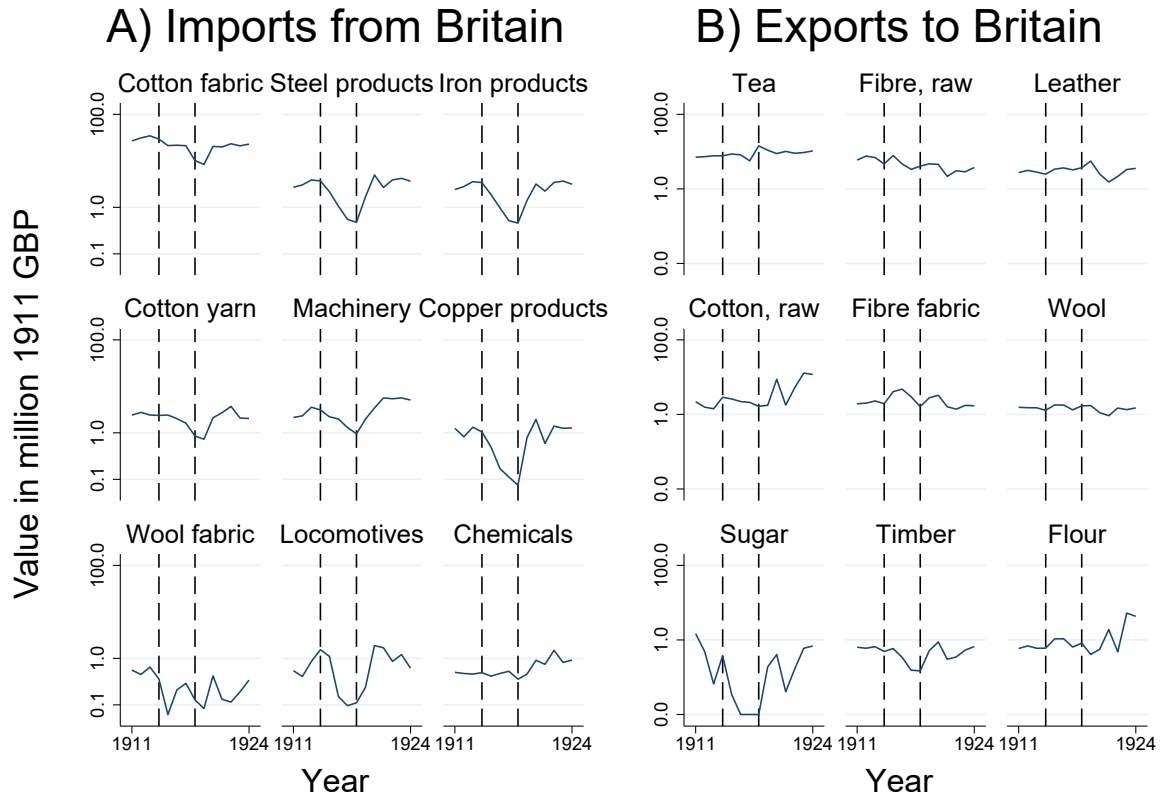 A) Imports from Britain
B) Exports to Britain
Value in million 1911 GBP
Cotton fabric Steel products Iron products
100.0
1.0
0.1
Cotton yarn Machinery Copper products
100.0
1.0
0.1
Wool fabric Locomotives Chemicals
100.0
1.0
0.1
1911 1924 1911 1924 1911 1924
Year
Tea Fibre, raw Leather
100.0
1.0
0.0
Cotton, raw Fibre fabric Wool
100.0
1.0
0.0
Sugar Timber Flour
100.0
1.0
0.0
1911 1924 1911 1924 1911 1924
Year